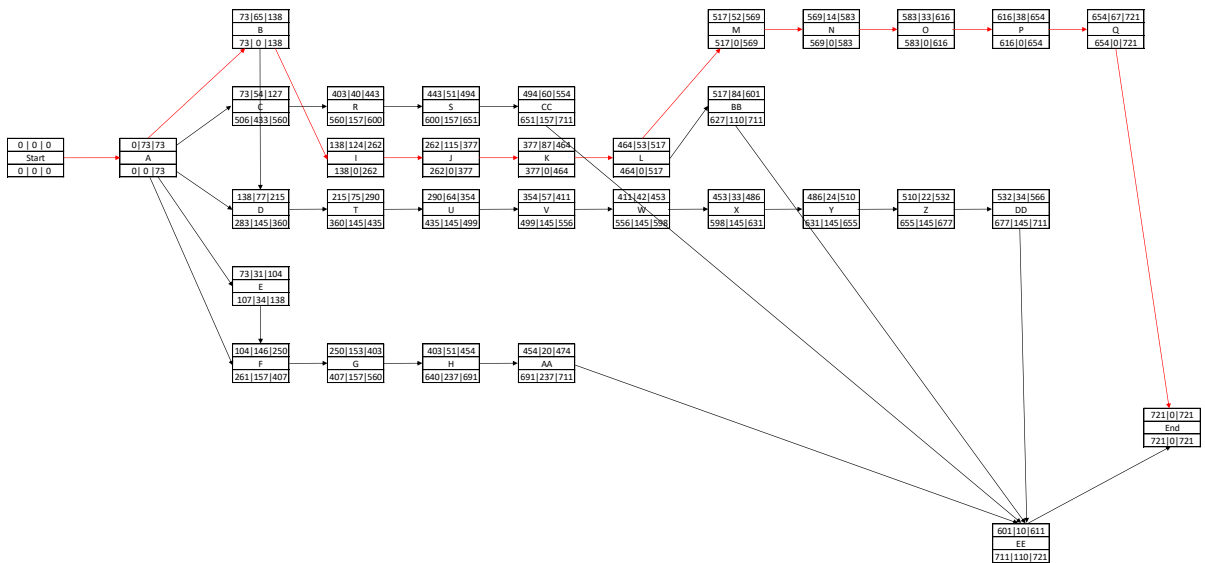 73|65|138
B
73| 0 |138
517|52|569
M
517|0|569
569|14|583
N
569|0|583
583|33|616
O
583|0|616
616|38|654
P
616|0|654
654|67|721
Q
654|0|721
73|54|127
C
506|433|560
403|40|443
R
560|157|600
443|51|494
S
600|157|651
494|60|554
CC
651|157|711
517|84|601
BB
627|110|711
0 | 0 | 0
Start
0 | 0 | 0
0|73|73
A
0| 0 |73
138|124|262
I
138|0|262
262|115|377
J
262|0|377
377|87|464
K
377|0|464
464|53|517
L
464|0|517
138|77|215
D
283|145|360
215|75|290
T
360|145|435
290|64|354
U
435|145|499
354|57|411
V
499|145|556
411|42|453
W
556|145|598
453|33|486
X
598|145|631
486|24|510
Y
631|145|655
510|22|532
Z
655|145|677
532|34|566
DD
677|145|711
73|31|104
E
107|34|138
104|146|250
F
261|157|407
250|153|403
G
407|157|560
403|51|454
H
640|237|691
454|20|474
AA
691|237|711
721|0|721
End
721|0|721
601|10|611
EE
711|110|721